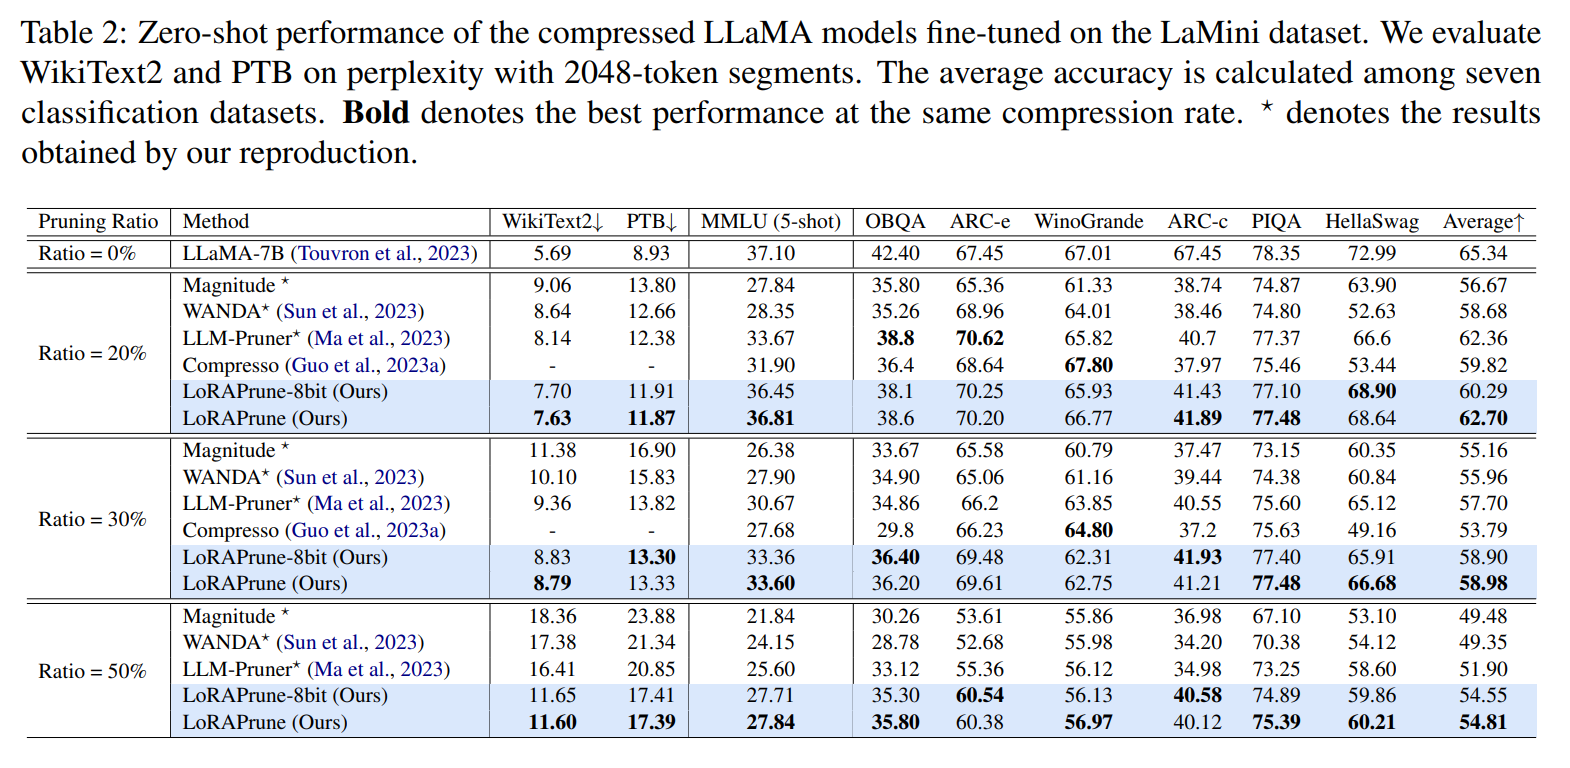 Table 2: Zero-shot performance of the compressed LLaMA models fine-tuned on the LaMini dataset. We evaluate
WikiText2 and PTB on perplexity with 2048-token segments. The average accuracy is calculated among seven
classification datasets. Bold denotes the best performance at the same compression rate. * denotes the results
obtained by our reproduction.
Pruning Ratio Method WikiText2↓ PTB↓ MMLU (5-shot) OBQA ARC-e WinoGrande ARC-c PIQA HellaSwag Average↑
Ratio = 0% LLaMA-7B (Touvron et al., 2023) 5.69 8.93 37.10 42.40 67.45 67.01 67.45 78.35 72.99 65.34
Magnitude * 9.06 13.80 27.84 35.80 65.36 61.33 38.74 74.87 63.90 56.67
WANDA* (Sun et al., 2023) 8.64 12.66 28.35 35.26 68.96 64.01 38.46 74.80 52.63 58.68
LLM-Pruner* (Ma et al., 2023) 8.14 12.38 33.67 38.8 70.62 65.82 40.7 77.37 66.6 62.36
Ratio = 20%
Compresso (Guo et al., 2023a) - - 31.90 36.4 68.64 67.80 37.97 75.46 53.44 59.82
LoRAPrune-8bit (Ours) 7.70 11.91 36.45 38.1 70.25 65.93 41.43 77.10 68.90 60.29
LoRAPrune (Ours) 7.63 11.87 36.81 38.6 70.20 66.77 41.89 77.48 68.64 62.70
Magnitude * 11.38 16.90 26.38 33.67 65.58 60.79 37.47 73.15 60.35 55.16
WANDA* (Sun et al., 2023) 10.10 15.83 27.90 34.90 65.06 61.16 39.44 74.38 60.84 55.96
LLM-Pruner* (Ma et al., 2023) 9.36 13.82 30.67 34.86 66.2 63.85 40.55 75.60 65.12 57.70
Ratio = 30%
Compresso (Guo et al., 2023a) - - 27.68 29.8 66.23 64.80 37.2 75.63 49.16 53.79
LoRAPrune-8bit (Ours) 8.83 13.30 33.36 36.40 69.48 62.31 41.93 77.40 65.91 58.90
LoRAPrune (Ours) 8.79 13.33 33.60 36.20 69.61 62.75 41.21 77.48 66.68 58.98
Magnitude * 18.36 23.88 21.84 30.26 53.61 55.86 36.98 67.10 53.10 49.48
WANDA* (Sun et al., 2023) 17.38 21.34 24.15 28.78 52.68 55.98 34.20 70.38 54.12 49.35
Ratio = 50% LLM-Pruner* (Ma et al., 2023) 16.41 20.85 25.60 33.12 55.36 56.12 34.98 73.25 58.60 51.90
LoRAPrune-8bit (Ours) 11.65 17.41 27.71 35.30 60.54 56.13 40.58 74.89 59.86 54.55
LoRAPrune (Ours) 11.60 17.39 27.84 35.80 60.38 56.97 40.12 75.39 60.21 54.81